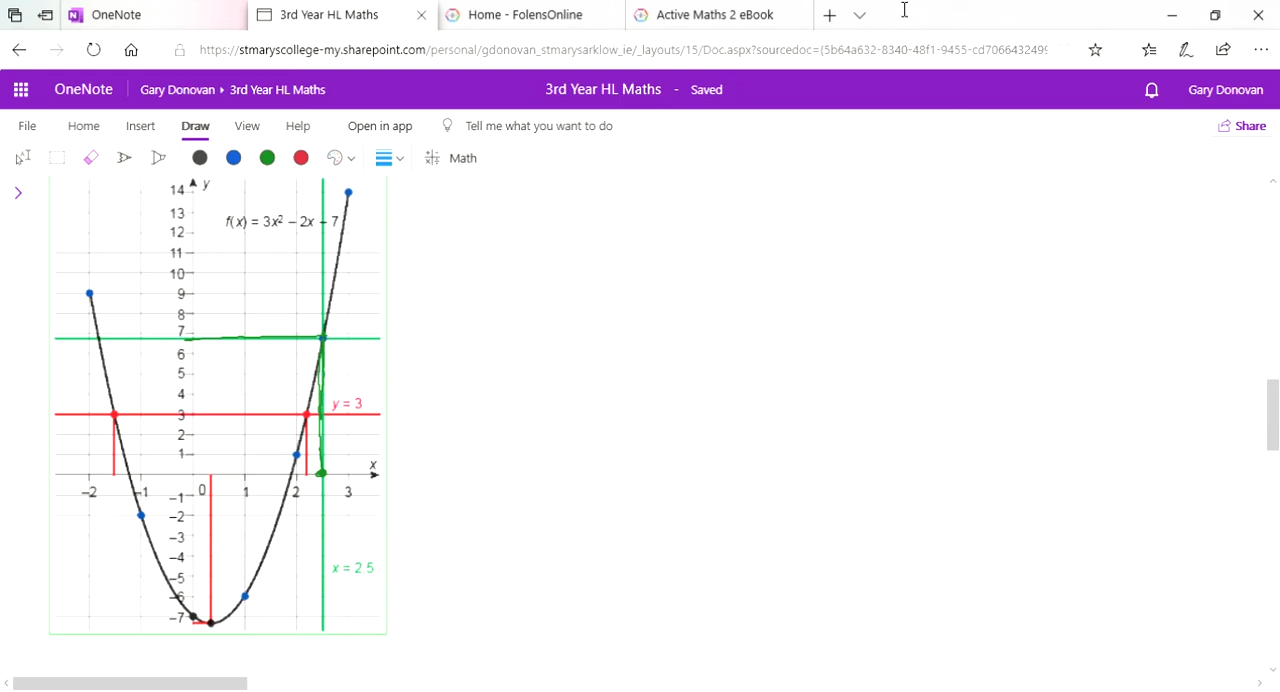 OneNote
3rd Year HL Maths
Home - FolensOnline
Active Maths 2 eBook
https://stmaryscollege-my.sharepoint.com/personal/gdonovan_stmarysarklow_ie/_layouts/15/Doc.aspx?sourcedoc={5b64a632-8340-48f1-9455-cd7066432499
OneNote
Gary Donovan › 3rd Year HL Maths
3rd Year HL Maths - Saved
Gary Donovan
File
Home
Insert
Draw
View
Help
Open in app
Tell me what you want to do
Share
Math
14
y
13
f(x) = 3x² − 2x − 7
12
11
10
9
8
7
6
5
4
y = 3
3
2
1
x
−2
−1
0
1
2
3
−1
−2
−3
−4
x = 2.5
−5
−6
−7